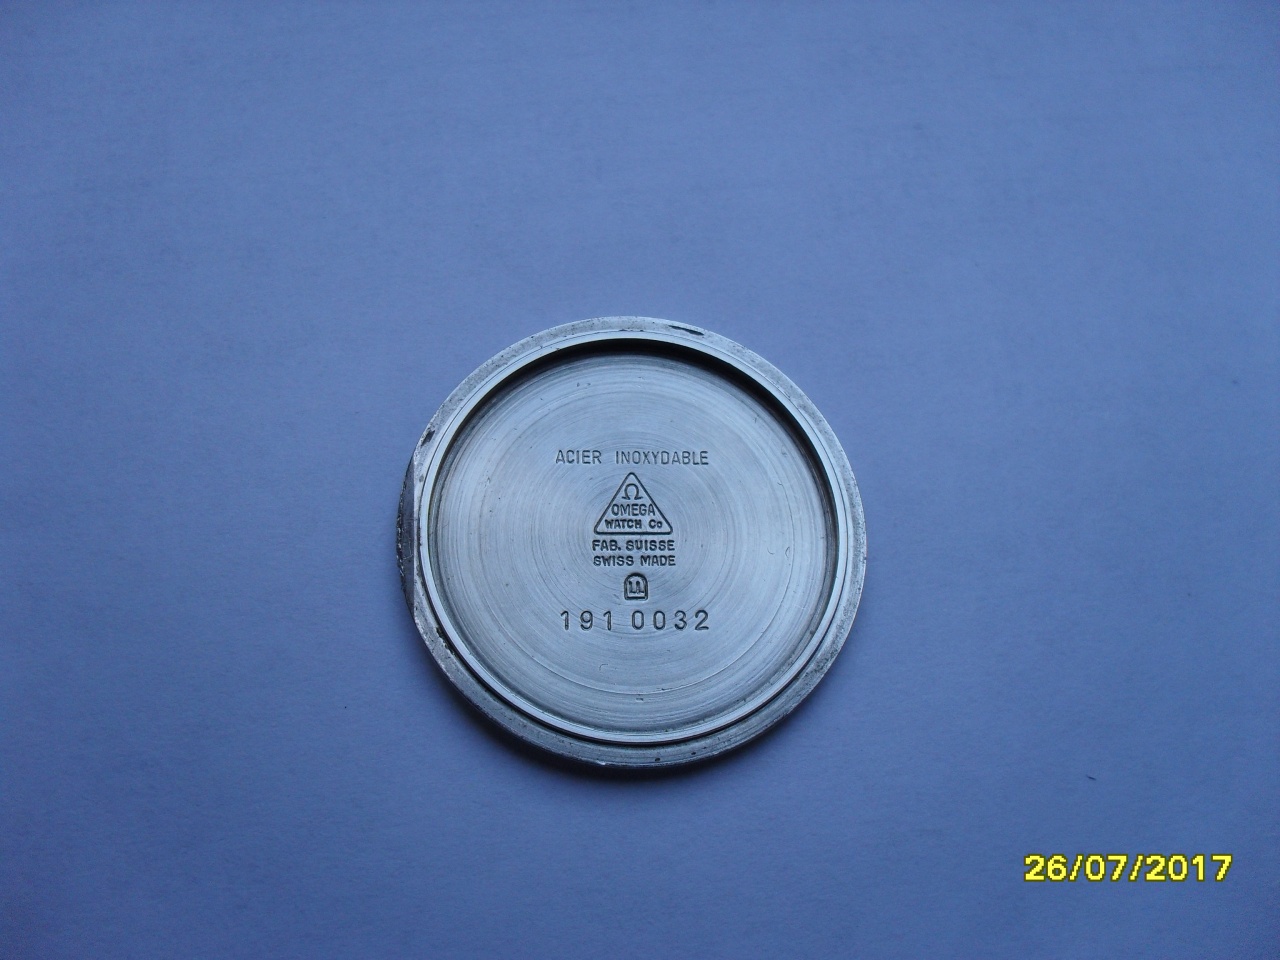 ACIER INOXYDABLE
Ω
OMEGA
WATCH Co
FAB. SUISSE
SWISS MADE
191 0032
26/07/2017